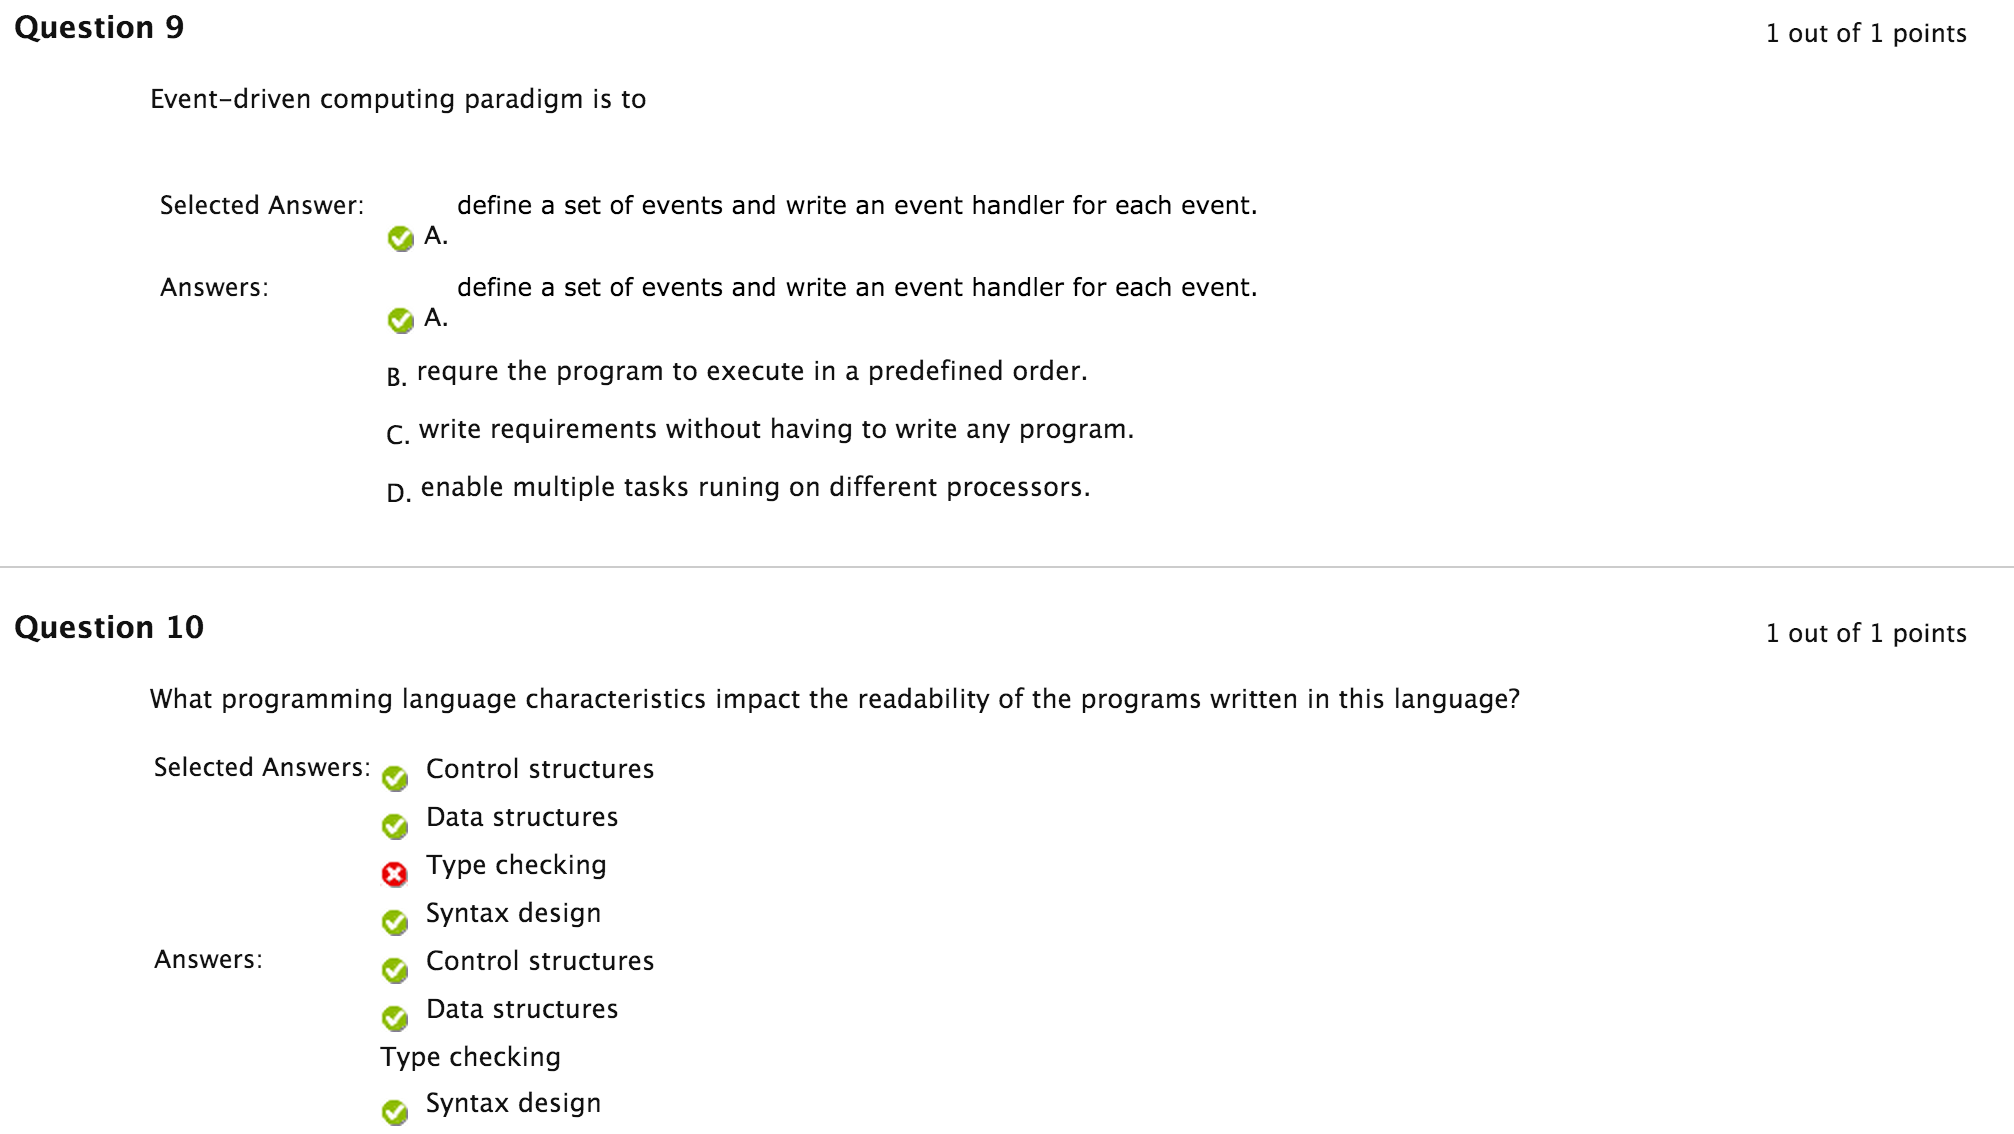 Question 9
1 out of 1 points
Event-driven computing paradigm is to
Selected Answer:
define a set of events and write an event handler for each event.
A.
Answers:
define a set of events and write an event handler for each event.
A.
B. requre the program to execute in a predefined order.
C. write requirements without having to write any program.
D. enable multiple tasks runing on different processors.
Question 10
1 out of 1 points
What programming language characteristics impact the readability of the programs written in this language?
Selected Answers: Control structures
Data structures
Type checking
Syntax design
Answers: Control structures
Data structures
Type checking
Syntax design